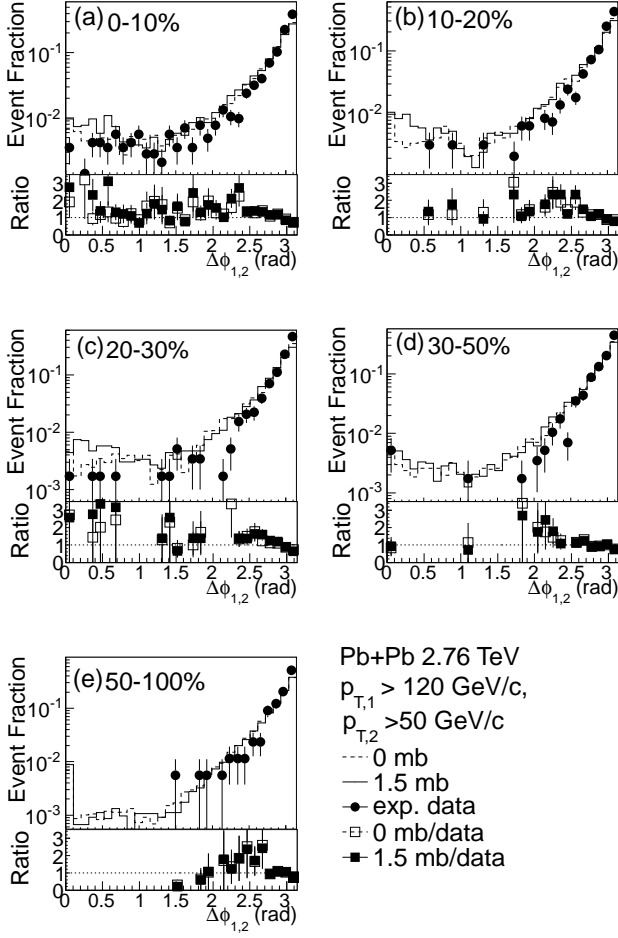 (a) 0-10%
Event Fraction
10⁻¹
10⁻²
Ratio
3
2
1
0
0 0.5 1 1.5 2 2.5 3
Δϕ1,2 (rad)
(b) 10-20%
Event Fraction
10⁻¹
10⁻²
Ratio
3
2
1
0
0 0.5 1 1.5 2 2.5 3
Δϕ1,2 (rad)
(c) 20-30%
Event Fraction
10⁻¹
10⁻²
10⁻³
Ratio
3
2
1
0
0 0.5 1 1.5 2 2.5 3
Δϕ1,2 (rad)
(d) 30-50%
Event Fraction
10⁻¹
10⁻²
10⁻³
Ratio
3
2
1
0
0 0.5 1 1.5 2 2.5 3
Δϕ1,2 (rad)
(e) 50-100%
Event Fraction
10⁻¹
10⁻²
10⁻³
Ratio
3
2
1
0
0 0.5 1 1.5 2 2.5 3
Δϕ1,2 (rad)
Pb+Pb 2.76 TeV
pT,1 > 120 GeV/c,
pT,2 >50 GeV/c
0 mb
1.5 mb
exp. data
0 mb/data
1.5 mb/data